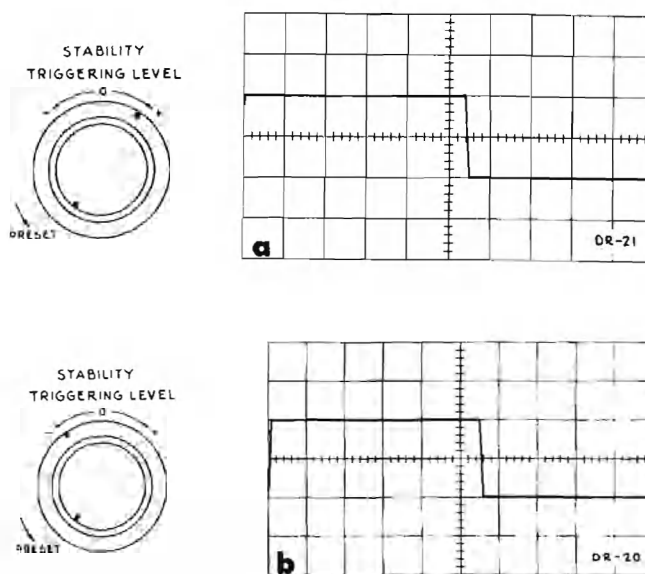 STABILITY
TRIGGERING LEVEL
- 0 +
PRESET
a
DR-21
STABILITY
TRIGGERING LEVEL
- 0 +
PRESET
b
DR-20